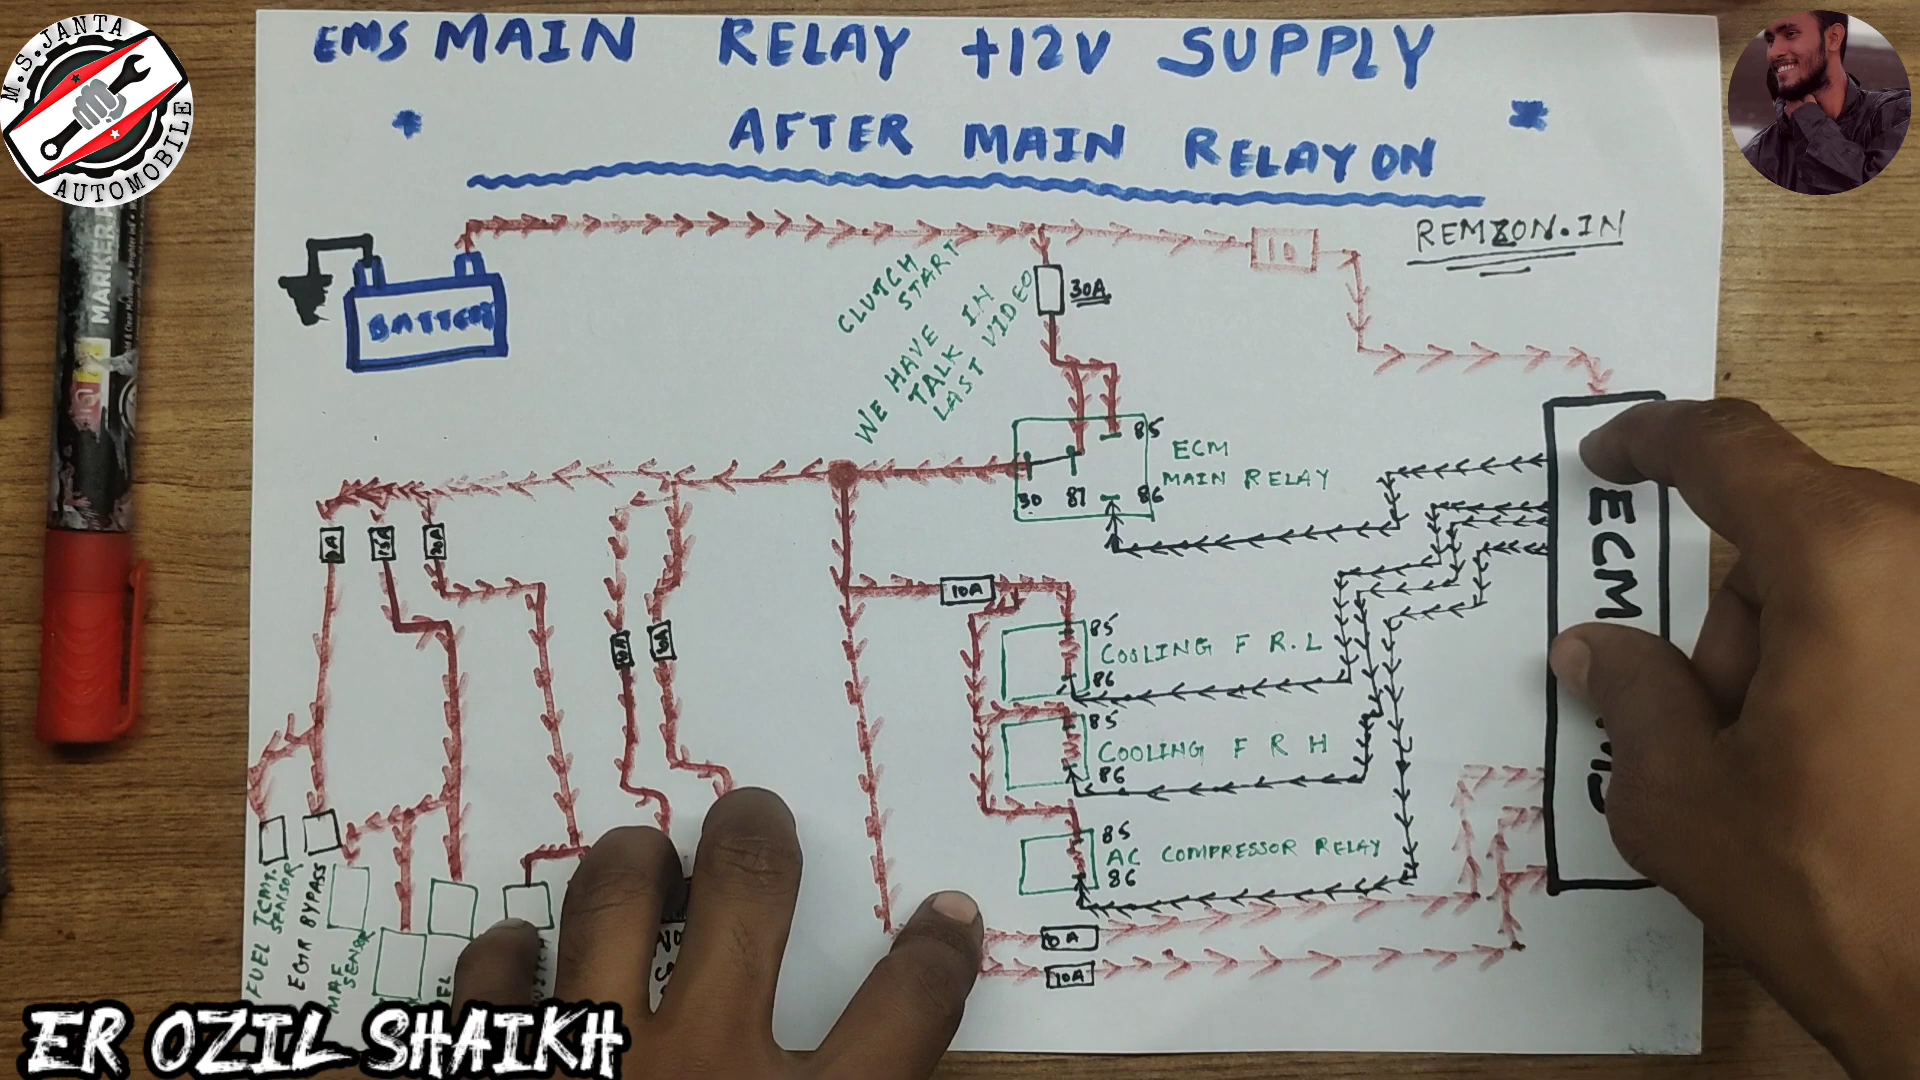 M.S.JANTA
AUTOMOBILE
EMS MAIN RELAY +12V SUPPLY
AFTER MAIN RELAY ON
REMZON.IN
MARKER
BATTERY
CLUTCH
START
WE HAVE
TALK IN
LAST VIDEO
10
30A
85
30 87 86
ECM
MAIN RELAY
ECM
10A
85
COOLING F R.L
86
85
COOLING F R H
86
85
AC COMPRESSOR RELAY
86
10A
10A
FUEL TEMP.
SENSOR
EGR BYPASS
MAF
SENSOR
ER OZIL SHAIKH